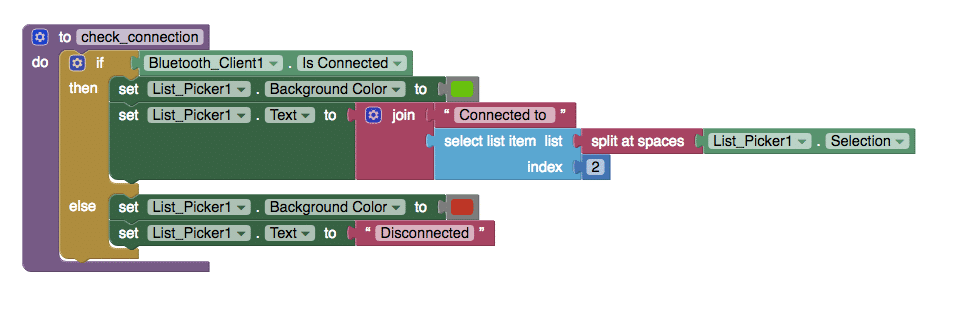 to check_connection
do if Bluetooth_Client1 . Is Connected
then set List_Picker1 . Background Color to
set List_Picker1 . Text to join “ Connected to ”
select list item list split at spaces List_Picker1 . Selection
index 2
else set List_Picker1 . Background Color to
set List_Picker1 . Text to “ Disconnected ”